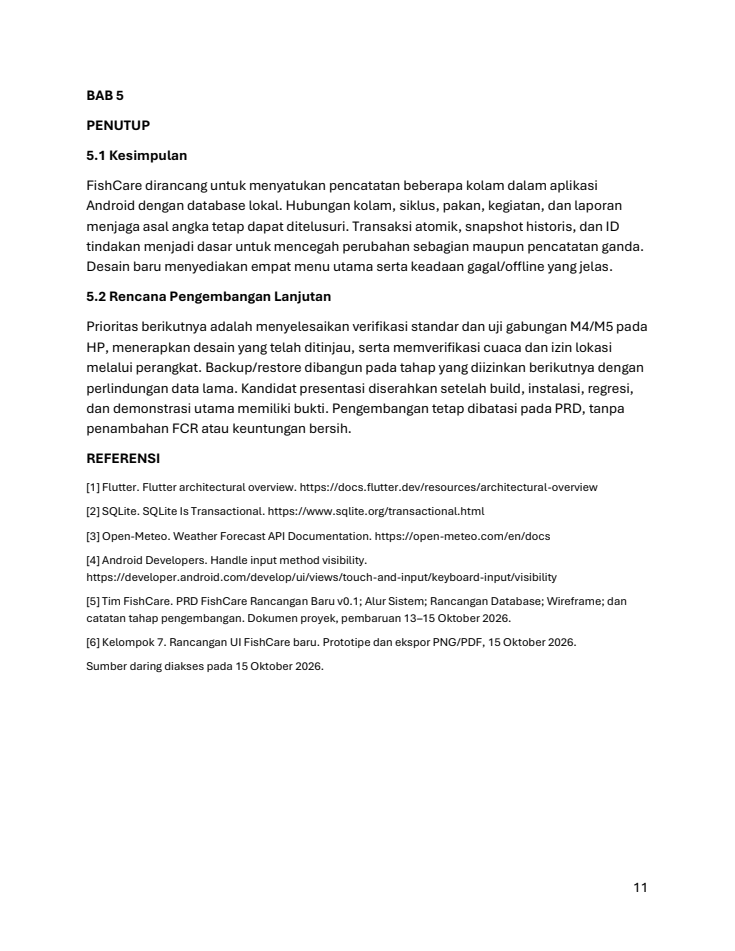 BAB 5
PENUTUP
5.1 Kesimpulan
FishCare dirancang untuk menyatukan pencatatan beberapa kolam dalam aplikasi
Android dengan database lokal. Hubungan kolam, siklus, pakan, kegiatan, dan laporan
menjaga asal angka tetap dapat ditelusuri. Transaksi atomik, snapshot historis, dan ID
tindakan menjadi dasar untuk mencegah perubahan sebagian maupun pencatatan ganda.
Desain baru menyediakan empat menu utama serta keadaan gagal/offline yang jelas.
5.2 Rencana Pengembangan Lanjutan
Prioritas berikutnya adalah menyelesaikan verifikasi standar dan uji gabungan M4/M5 pada
HP, menerapkan desain yang telah ditinjau, serta memverifikasi cuaca dan izin lokasi
melalui perangkat. Backup/restore dibangun pada tahap yang diizinkan berikutnya dengan
perlindungan data lama. Kandidat presentasi diserahkan setelah build, instalasi, regresi,
dan demonstrasi utama memiliki bukti. Pengembangan tetap dibatasi pada PRD, tanpa
penambahan FCR atau keuntungan bersih.
REFERENSI
[1] Flutter. Flutter architectural overview. https://docs.flutter.dev/resources/architectural-overview
[2] SQLite. SQLite Is Transactional. https://www.sqlite.org/transactional.html
[3] Open-Meteo. Weather Forecast API Documentation. https://open-meteo.com/en/docs
[4] Android Developers. Handle input method visibility.
https://developer.android.com/develop/ui/views/touch-and-input/keyboard-input/visibility
[5] Tim FishCare. PRD FishCare Rancangan Baru v0.1; Alur Sistem; Rancangan Database; Wireframe; dan
catatan tahap pengembangan. Dokumen proyek, pembaruan 13–15 Oktober 2026.
[6] Kelompok 7. Rancangan UI FishCare baru. Prototipe dan ekspor PNG/PDF, 15 Oktober 2026.
Sumber daring diakses pada 15 Oktober 2026.
11